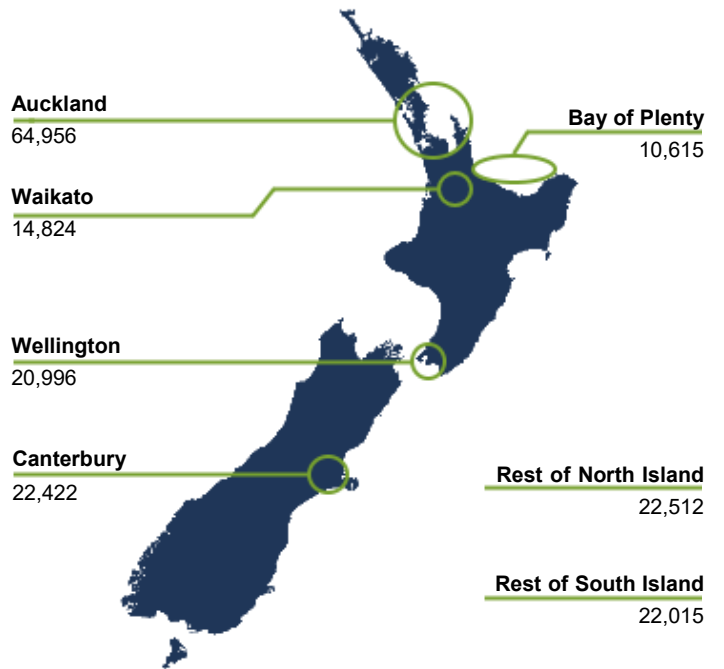 Auckland
64,956
Bay of Plenty
10,615
Waikato
14,824
Wellington
20,996
Canterbury
22,422
Rest of North Island
22,512
Rest of South Island
22,015